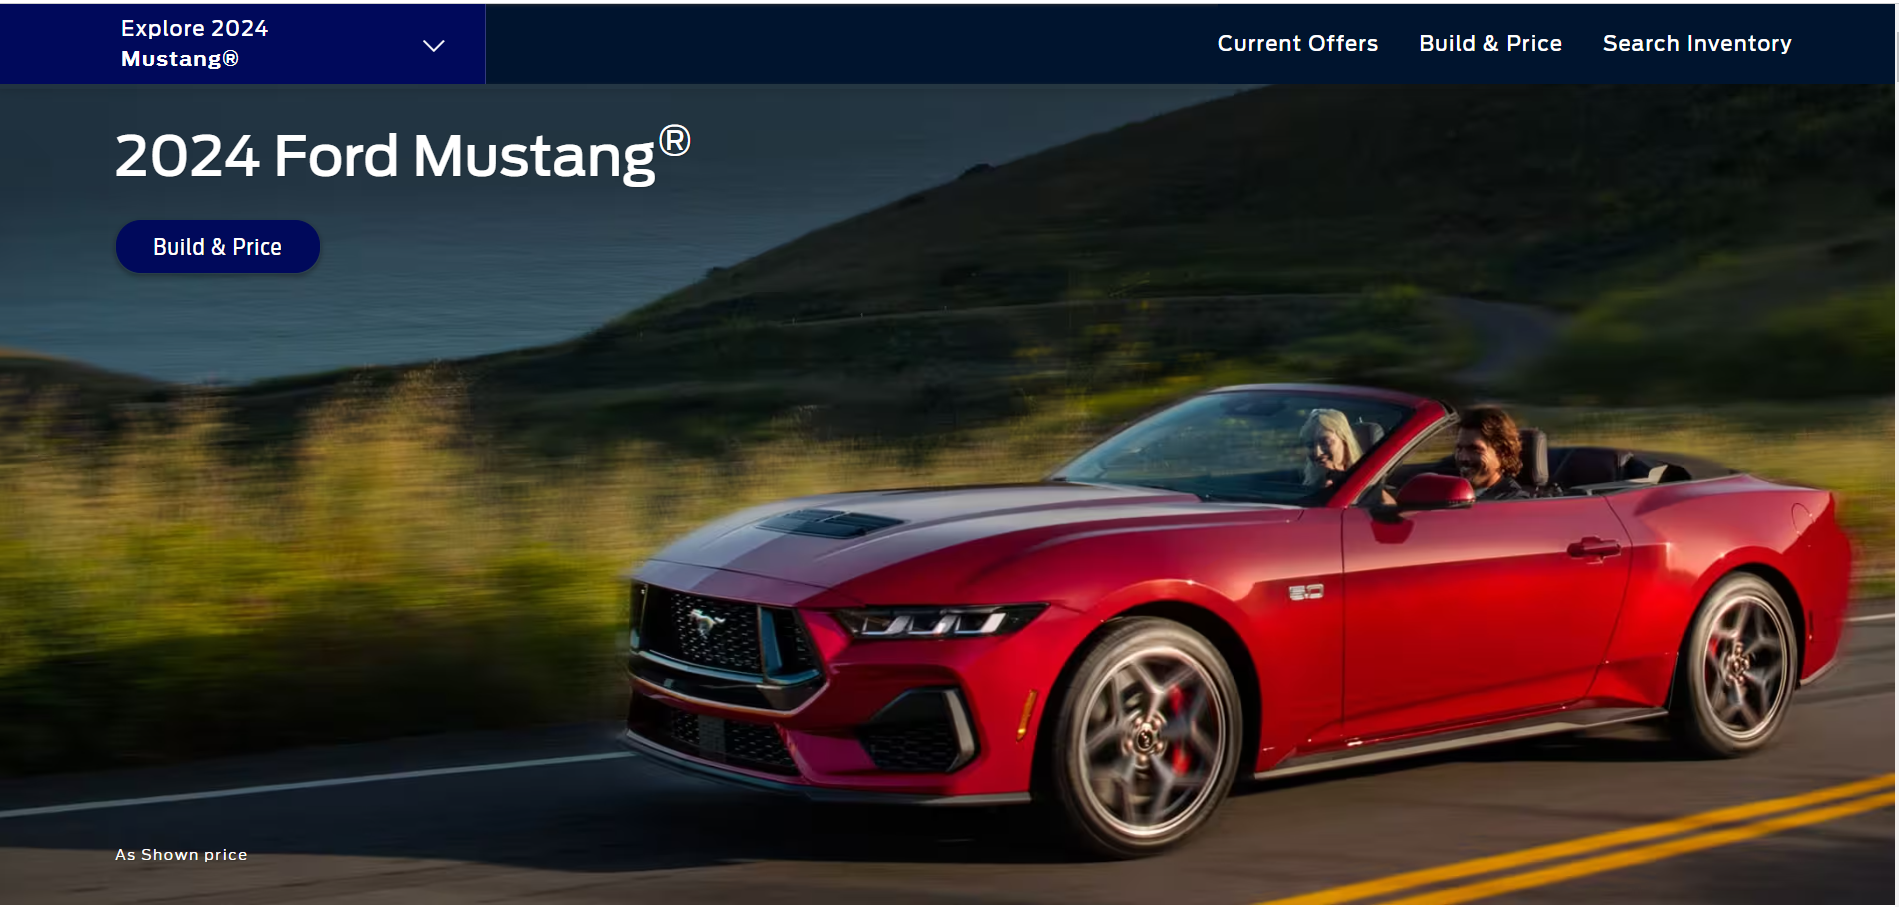 Explore 2024
Mustang®
Current Offers
Build & Price
Search Inventory
2024 Ford Mustang®
Build & Price
5.0
As Shown price